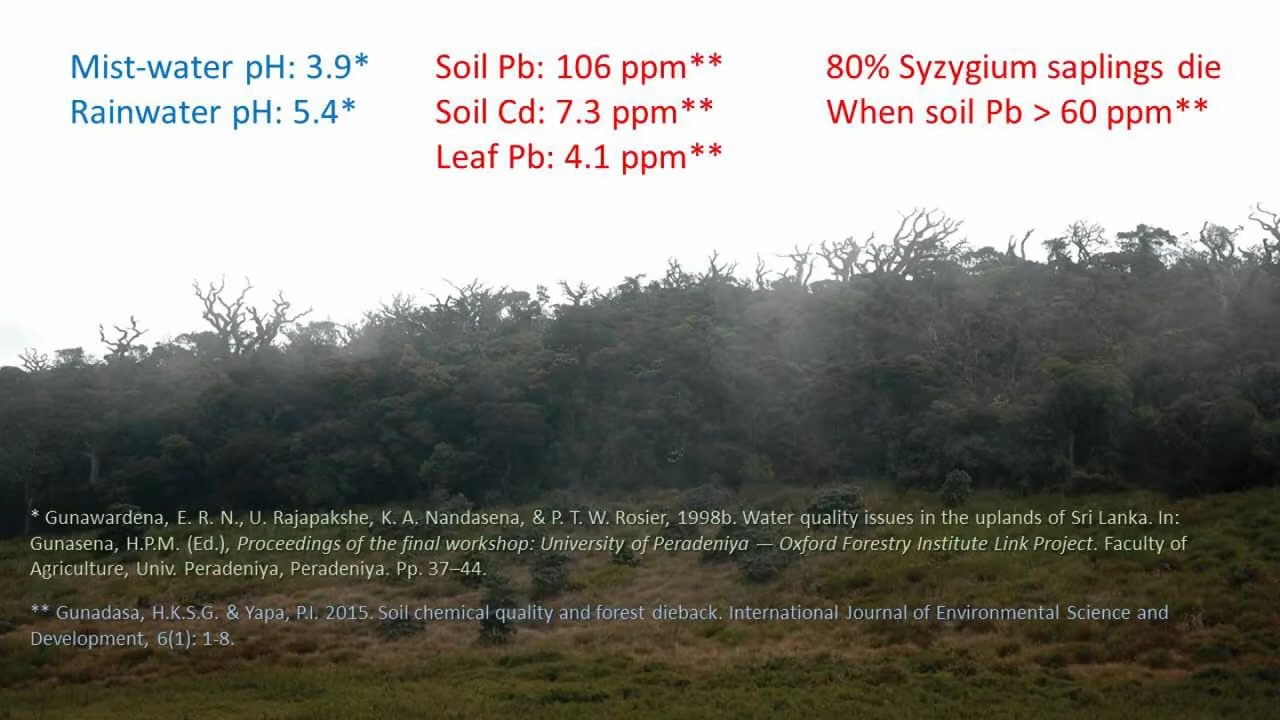 Mist-water pH: 3.9*
Rainwater pH: 5.4*
Soil Pb: 106 ppm**
Soil Cd: 7.3 ppm**
Leaf Pb: 4.1 ppm**
80% Syzygium saplings die
When soil Pb > 60 ppm**
* Gunawardena, E. R. N., U. Rajapakshe, K. A. Nandasena, & P. T. W. Rosier, 1998b. Water quality issues in the uplands of Sri Lanka. In:
Gunasena, H.P.M. (Ed.), Proceedings of the final workshop: University of Peradeniya — Oxford Forestry Institute Link Project. Faculty of
Agriculture, Univ. Peradeniya, Peradeniya. Pp. 37–44.
** Gunadasa, H.K.S.G. & Yapa, P.I. 2015. Soil chemical quality and forest dieback. International Journal of Environmental Science and
Development, 6(1): 1-8.